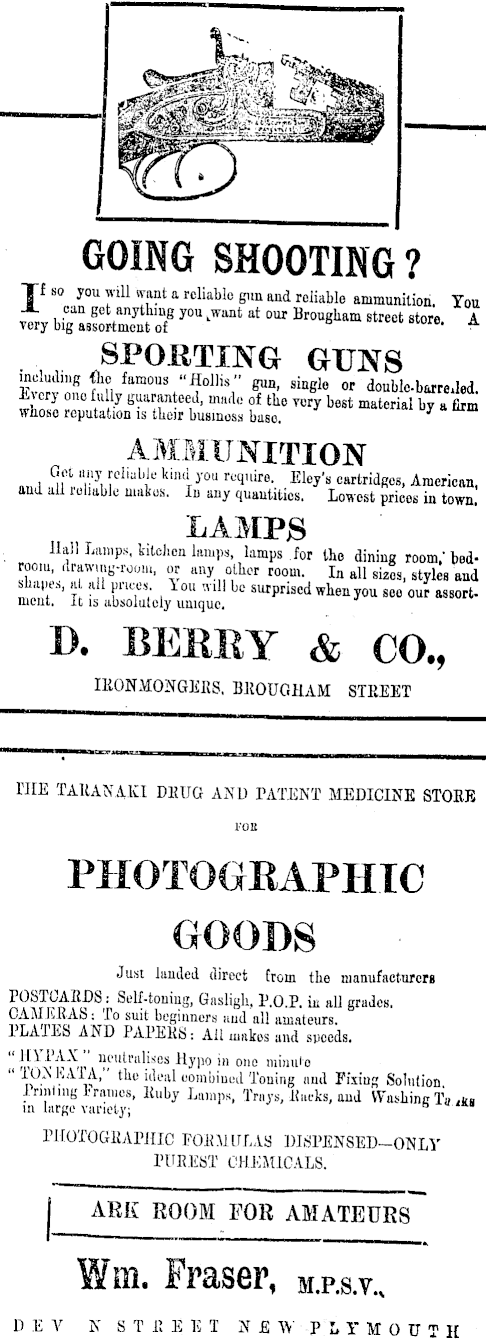 GOING SHOOTING?
If so you will want a reliable gun and reliable ammunition. You
can get anything you want at our Brougham street store. A
very big assortment of
SPORTING GUNS
including the famous "Hollis" gun, single or double-barrelled.
Every one fully guaranteed, made of the very best material by a firm
whose reputation is their business base.
AMMUNITION
Get any reliable kind you require. Eley's cartridges, American,
and all reliable makes. In any quantities. Lowest prices in town.
LAMPS
Hall Lamps, kitchen lamps, lamps for the dining room, bed-
room, drawing-room, or any other room. In all sizes, styles and
shapes, at all prices. You will be surprised when you see our assort-
ment. It is absolutely unique.
D. BERRY & CO.,
IRONMONGERS, BROUGHAM STREET
THE TARANAKI DRUG AND PATENT MEDICINE STORE
FOR
PHOTOGRAPHIC
GOODS
Just landed direct from the manufacturers
POSTCARDS: Self-toning, Gasligh, P.O.P. in all grades.
CAMERAS: To suit beginners and all amateurs.
PLATES AND PAPERS: All makes and speeds.
"HYPAX" neutralises Hypo in one minute
"TONEATA," the ideal combined Toning and Fixing Solution.
Printing Frames, Ruby Lamps, Trays, Racks, and Washing Tanks
in large variety;
PHOTOGRAPHIC FORMULAS DISPENSED—ONLY
PUREST CHEMICALS.
ARK ROOM FOR AMATEURS
Wm. Fraser, M.P.S.V.,
DEV N STREET NEW PLYMOUTH